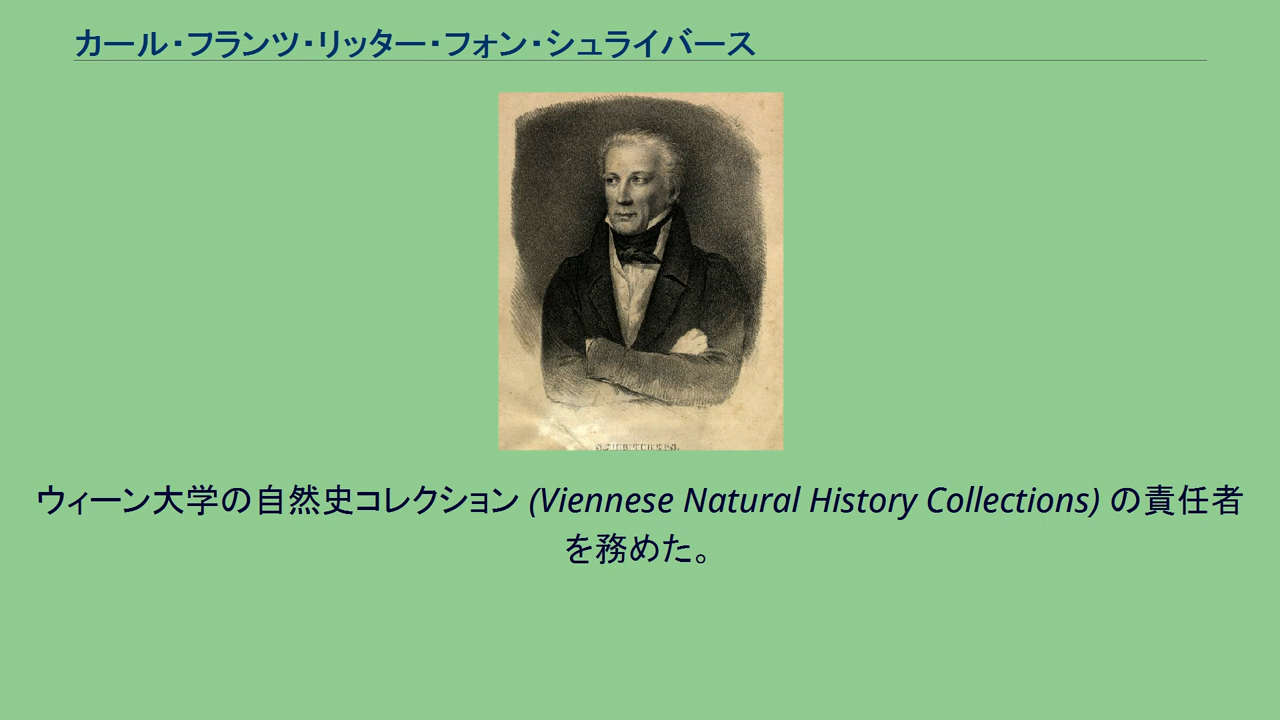 カール・フランツ・リッター・フォン・シュライバース
ウィーン大学の自然史コレクション (Viennese Natural History Collections) の責任者
を務めた。